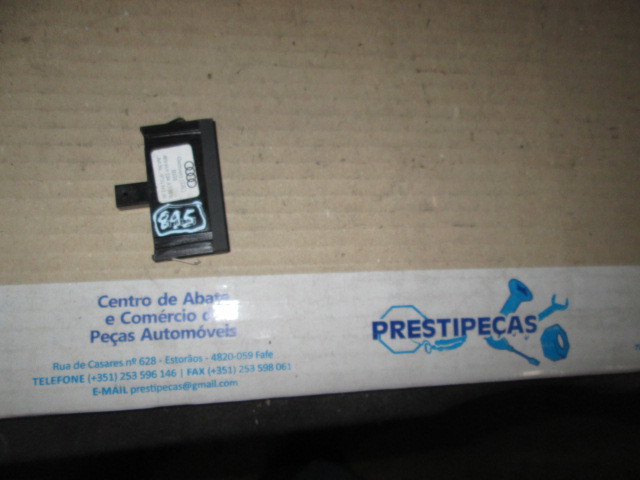 895
Centro de Abate
e Comércio de
Peças Automóveis
Rua de Casares nº 628 - Estorãos - 4820-059 Fafe
TELEFONE (+351) 253 596 146 | FAX (+351) 253 598 061
E-MAIL prestipecas@gmail.com
PRESTIPEÇAS